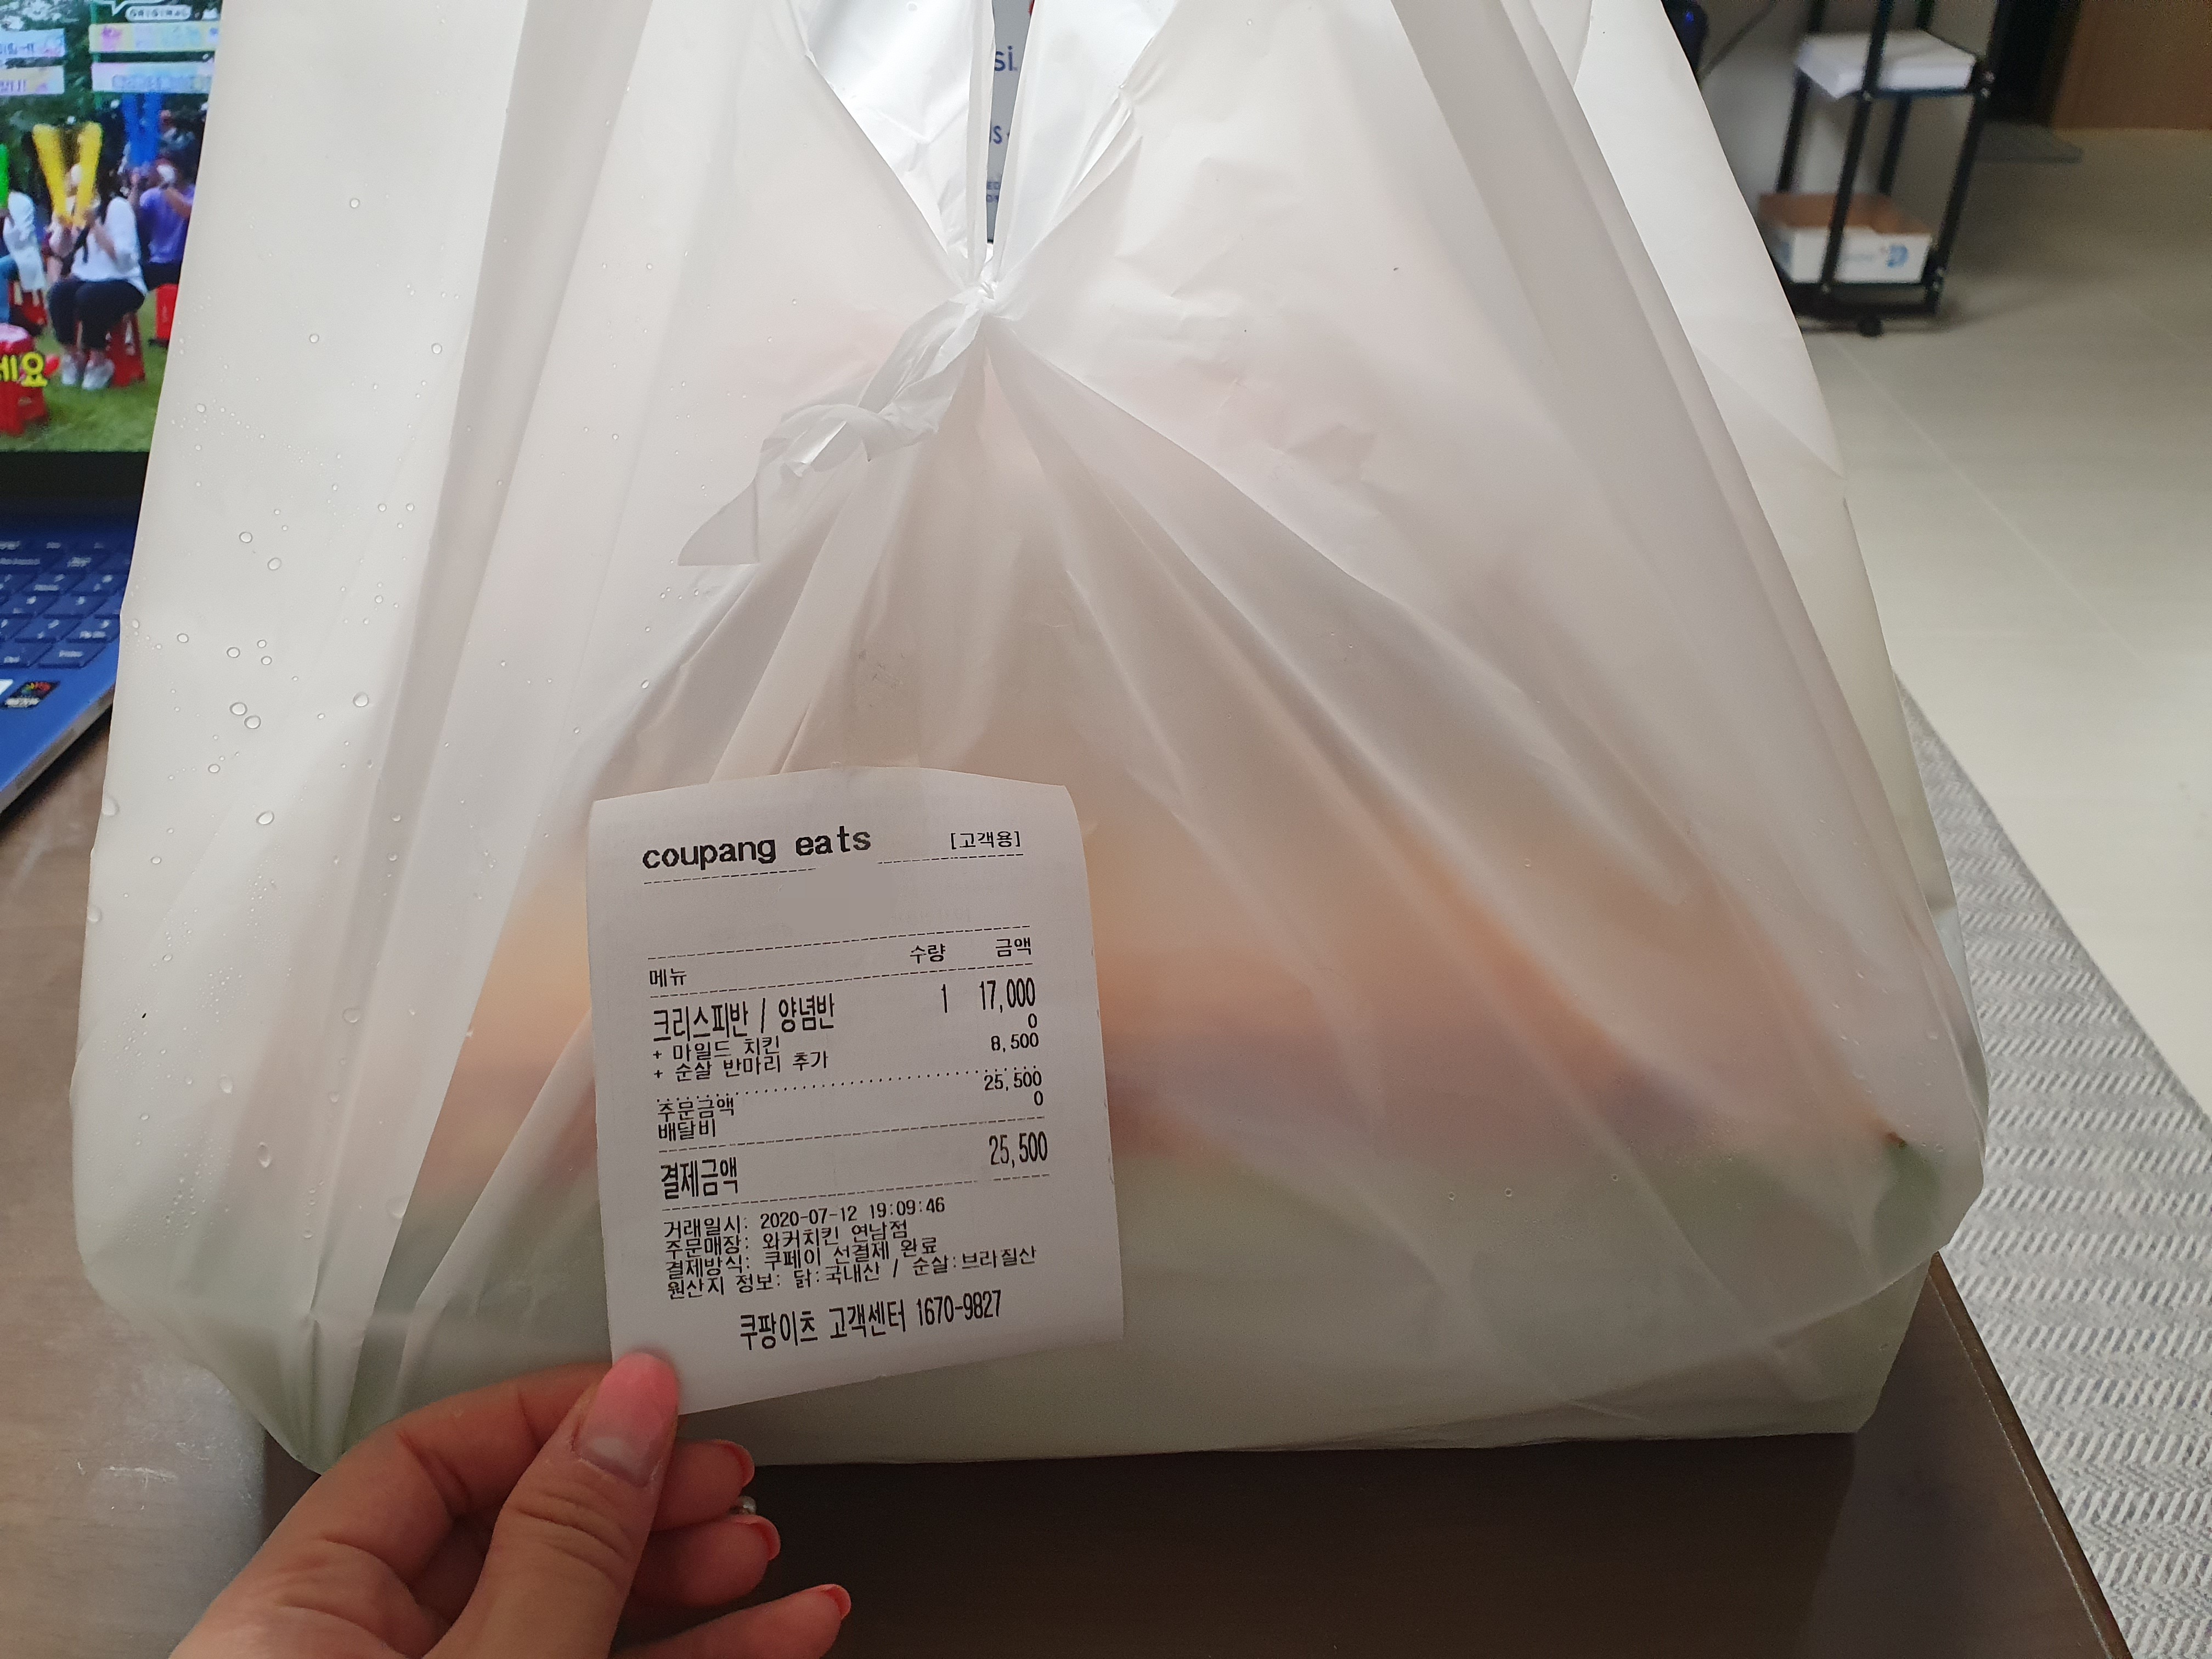 세요
si
coupang eats [고객용]
메뉴 수량 금액
크리스피반 / 양념반 1 17,000
+ 마일드 치킨 0
+ 순살 반마리 추가 8,500
주문금액 25,500
배달비 0
결제금액 25,500
거래일시: 2020-07-12 19:09:46
주문매장: 와커치킨 연남점
결제방식: 쿠페이 선결제 완료
원산지 정보: 닭:국내산 / 순살:브라질산
쿠팡이츠 고객센터 1670-9827